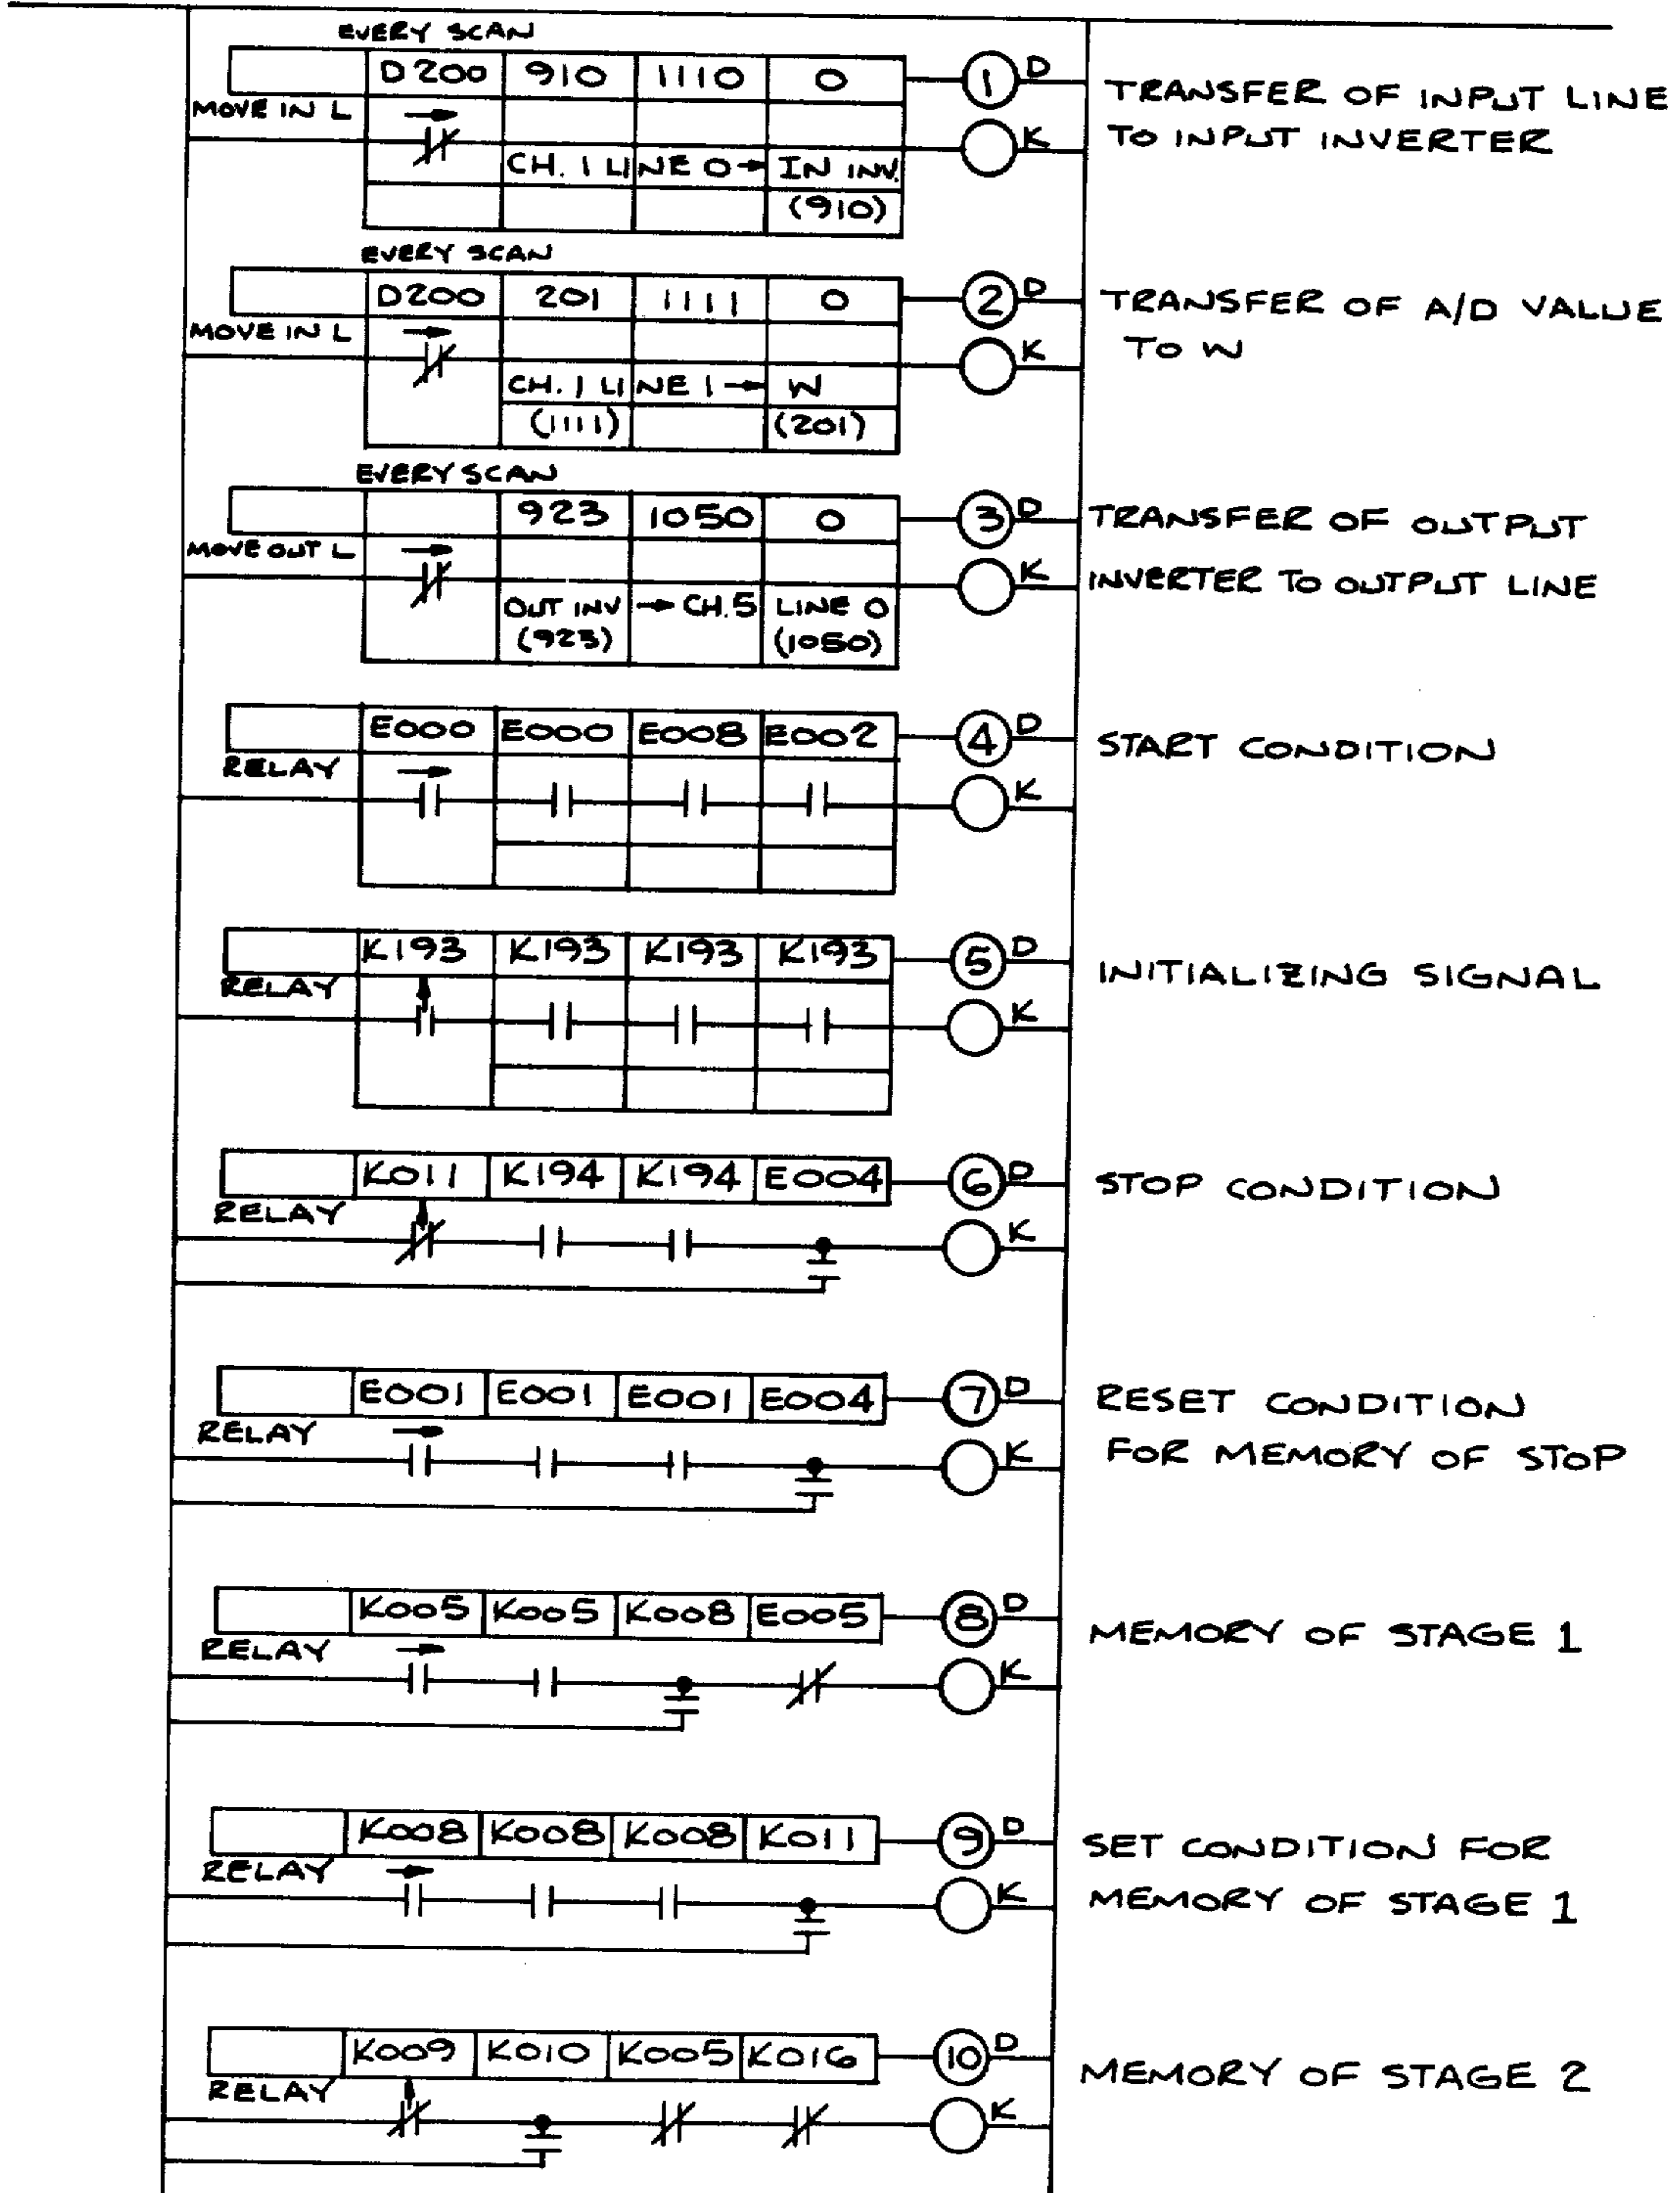 EVERY SCAN
D200 910 1110 0 1 D
MOVE IN L K
CH. 1 LINE 0 → IN INV.
(910)
TRANSFER OF INPUT LINE
TO INPUT INVERTER
EVERY SCAN
D200 201 1111 0 2 D
MOVE IN L K
CH. 1 LINE 1 → W
(1111) (201)
TRANSFER OF A/D VALUE
TO W
EVERY SCAN
923 1050 0 3 D
MOVE OUT L K
OUT INV → CH. 5 LINE 0
(923) (1050)
TRANSFER OF OUTPUT
INVERTER TO OUTPUT LINE
E000 E000 E008 E002 4 D
RELAY K
START CONDITION
K193 K193 K193 K193 5 D
RELAY K
INITIALIZING SIGNAL
K011 K194 K194 E004 6 D
RELAY K
STOP CONDITION
E001 E001 E001 E004 7 D
RELAY K
RESET CONDITION
FOR MEMORY OF STOP
K005 K005 K008 E005 8 D
RELAY K
MEMORY OF STAGE 1
K008 K008 K008 K011 9 D
RELAY K
SET CONDITION FOR
MEMORY OF STAGE 1
K009 K010 K005 K016 10 D
RELAY K
MEMORY OF STAGE 2